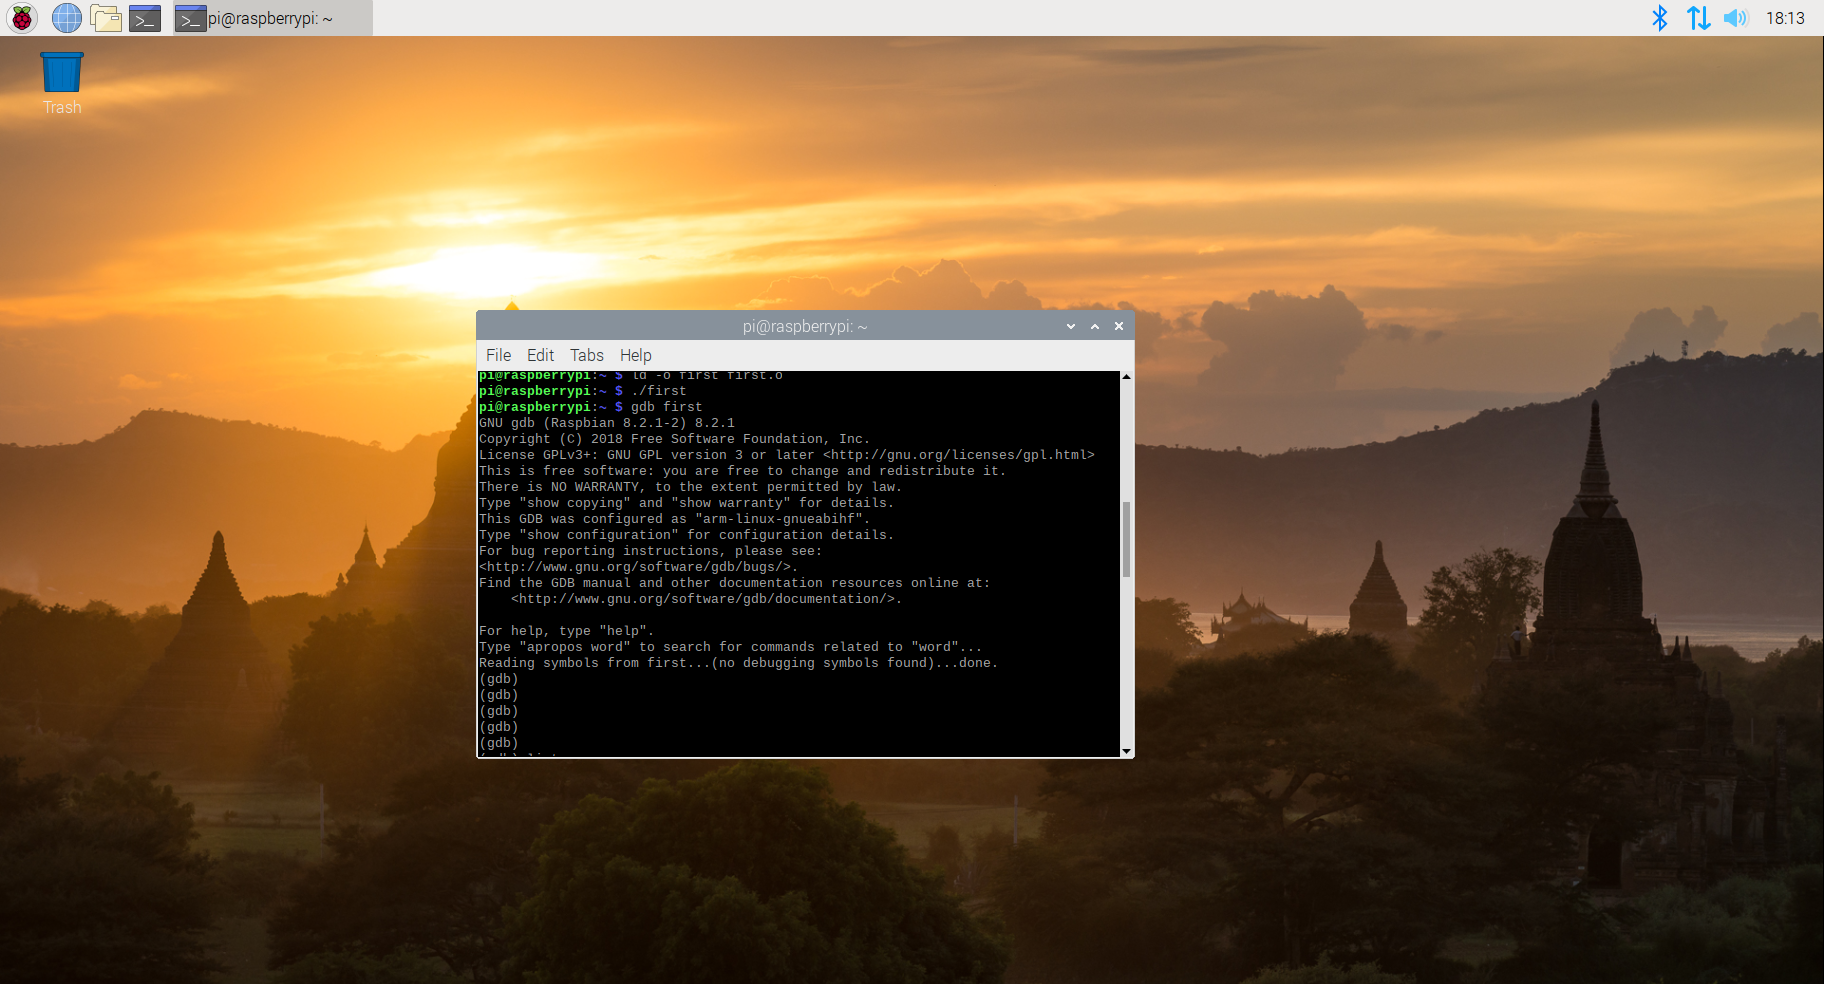 pi@raspberrypi: ~
18:13
Trash
pi@raspberrypi: ~
File Edit Tabs Help
pi@raspberrypi:~ $ ld -o first first.o
pi@raspberrypi:~ $ ./first
pi@raspberrypi:~ $ gdb first
GNU gdb (Raspbian 8.2.1-2) 8.2.1
Copyright (C) 2018 Free Software Foundation, Inc.
License GPLv3+: GNU GPL version 3 or later <http://gnu.org/licenses/gpl.html>
This is free software: you are free to change and redistribute it.
There is NO WARRANTY, to the extent permitted by law.
Type "show copying" and "show warranty" for details.
This GDB was configured as "arm-linux-gnueabihf".
Type "show configuration" for configuration details.
For bug reporting instructions, please see:
<http://www.gnu.org/software/gdb/bugs/>.
Find the GDB manual and other documentation resources online at:
    <http://www.gnu.org/software/gdb/documentation/>.
For help, type "help".
Type "apropos word" to search for commands related to "word"...
Reading symbols from first...(no debugging symbols found)...done.
(gdb)
(gdb)
(gdb)
(gdb)
(gdb)